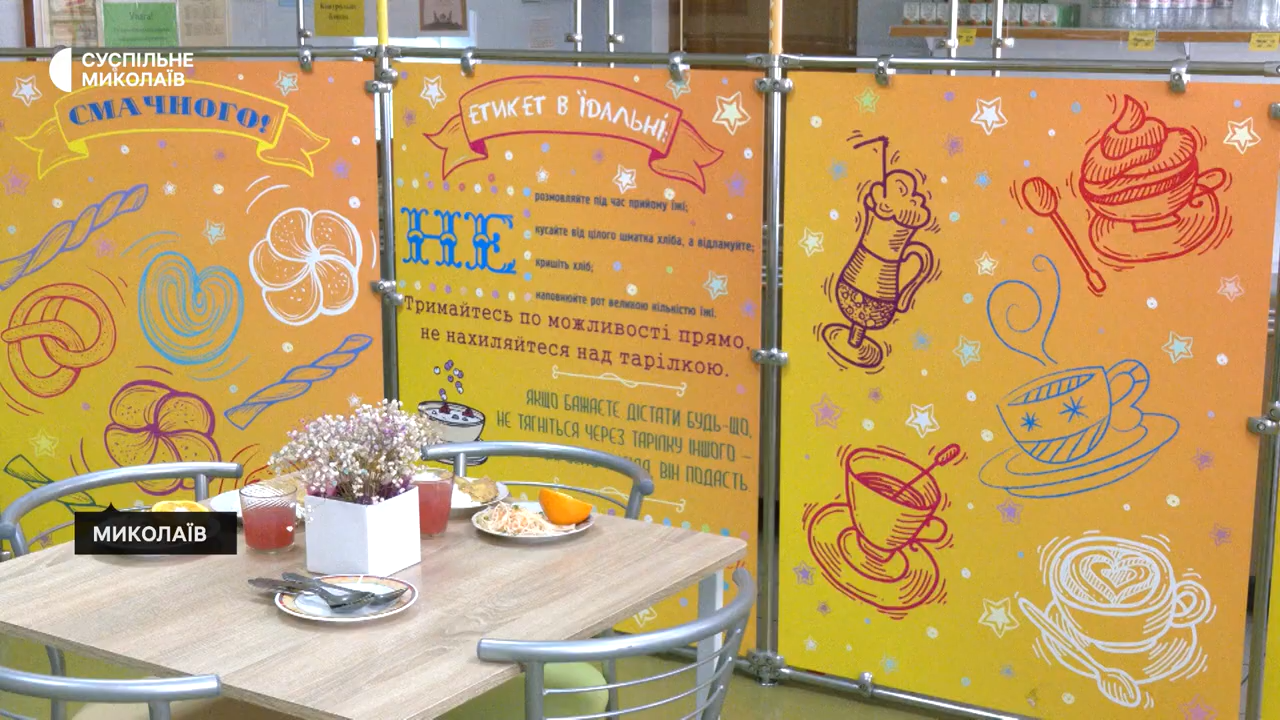 Увага!
СУСПІЛЬНЕ
МИКОЛАЇВ
СМАЧНОГО!
ЕТИКЕТ В ЇДАЛЬНІ:
НЕ
розмовляйте під час прийому їжі;
кусайте від цілого шматка хліба, а відламуйте;
кришіть хліб;
наповнюйте рот великою кількістю їжі.
Тримайтесь по можливості прямо,
не нахиляйтеся над тарілкою.
ЯКЩО БАЖАЄТЕ ДІСТАТИ БУДЬ-ЩО,
НЕ ТЯГНІТЬСЯ ЧЕРЕЗ ТАРІЛКУ ІНШОГО –
ВІН ПОДАСТЬ
МИКОЛАЇВ